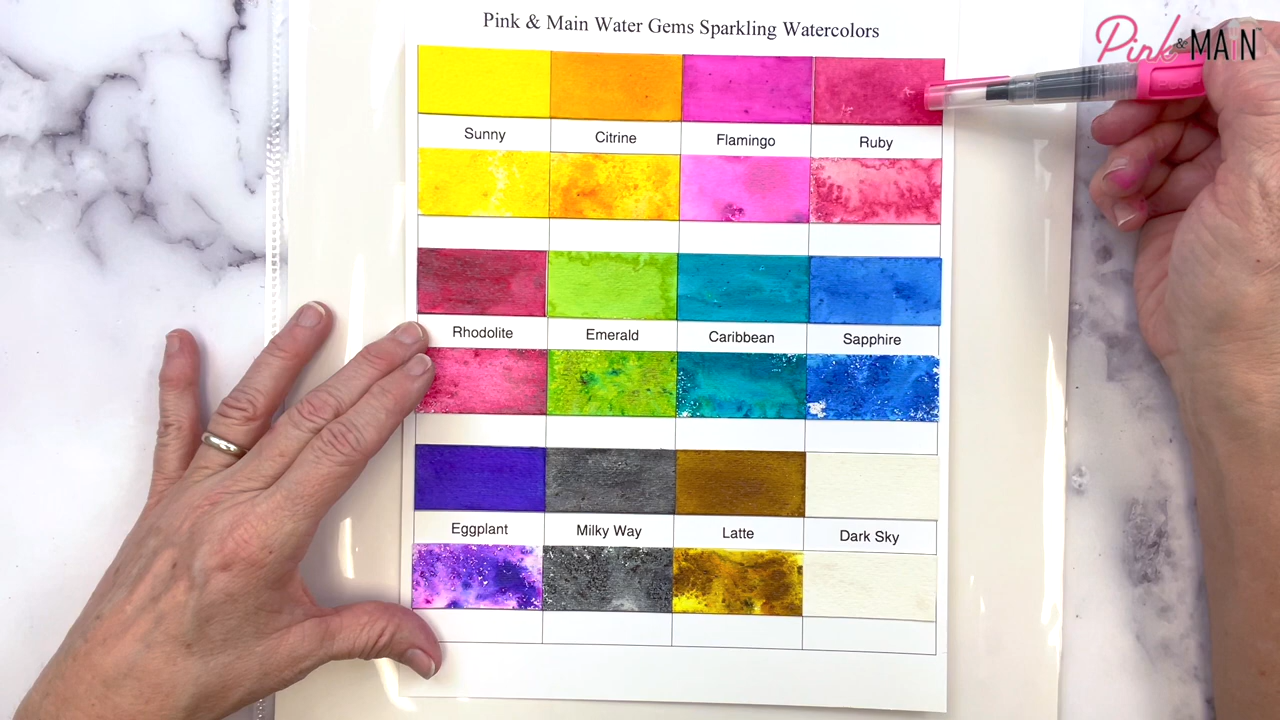 Pink & Main Water Gems Sparkling Watercolors
Pink & MAIN™
Sunny Citrine Flamingo Ruby
Rhodolite Emerald Caribbean Sapphire
Eggplant Milky Way Latte Dark Sky